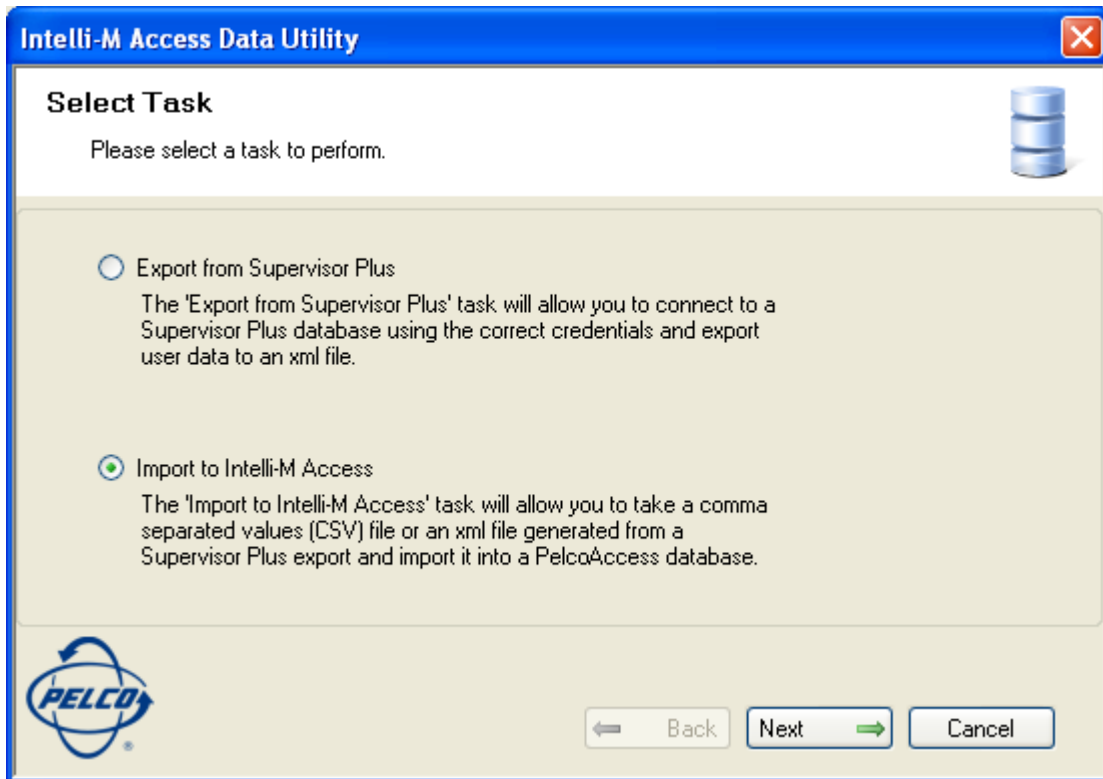 Intelli-M Access Data Utility
Select Task
Please select a task to perform.
Export from Supervisor Plus
The 'Export from Supervisor Plus' task will allow you to connect to a
Supervisor Plus database using the correct credentials and export
user data to an xml file.
Import to Intelli-M Access
The 'Import to Intelli-M Access' task will allow you to take a comma
separated values (CSV) file or an xml file generated from a
Supervisor Plus export and import it into a PelcoAccess database.
PELCO
®
Back
Next
Cancel